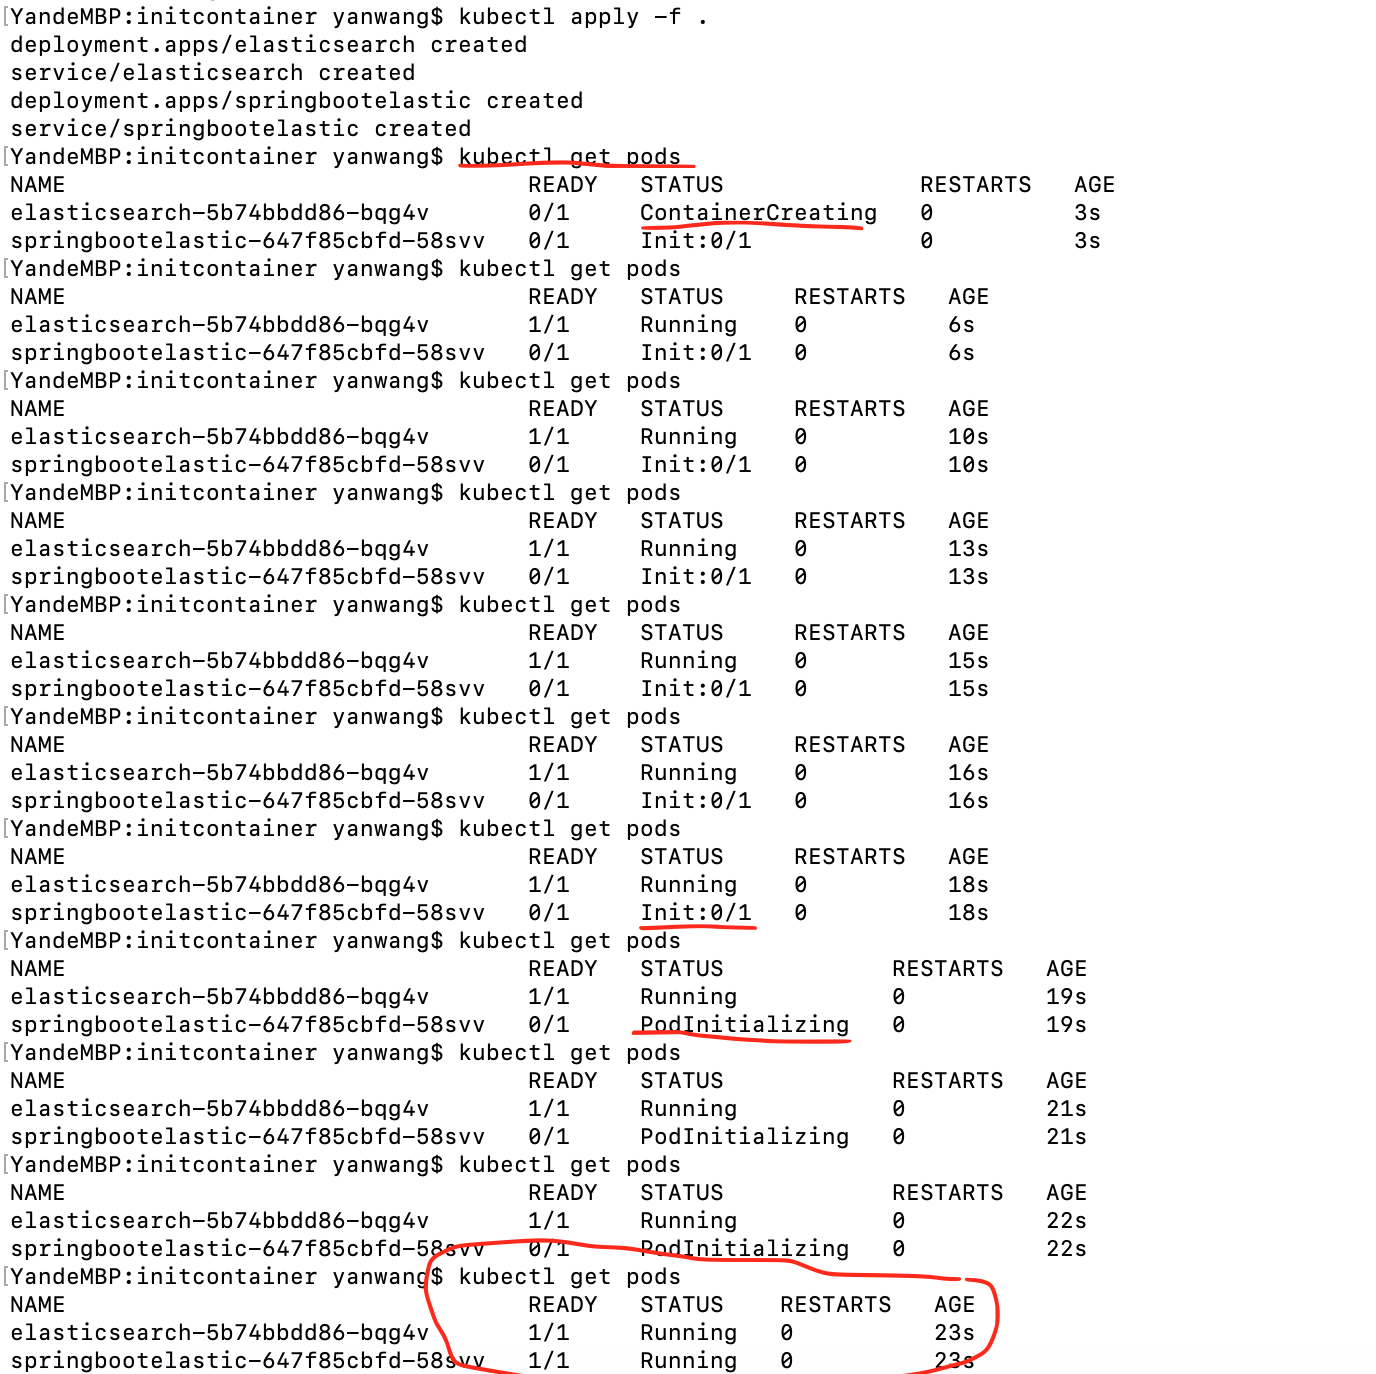 YandeMBP:initcontainer yanwang$ kubectl apply -f .
deployment.apps/elasticsearch created
service/elasticsearch created
deployment.apps/springbootelastic created
service/springbootelastic created
YandeMBP:initcontainer yanwang$ kubectl get pods
NAME READY STATUS RESTARTS AGE
elasticsearch-5b74bbdd86-bqg4v 0/1 ContainerCreating 0 3s
springbootelastic-647f85cbfd-58svv 0/1 Init:0/1 0 3s
YandeMBP:initcontainer yanwang$ kubectl get pods
NAME READY STATUS RESTARTS AGE
elasticsearch-5b74bbdd86-bqg4v 1/1 Running 0 6s
springbootelastic-647f85cbfd-58svv 0/1 Init:0/1 0 6s
YandeMBP:initcontainer yanwang$ kubectl get pods
NAME READY STATUS RESTARTS AGE
elasticsearch-5b74bbdd86-bqg4v 1/1 Running 0 10s
springbootelastic-647f85cbfd-58svv 0/1 Init:0/1 0 10s
YandeMBP:initcontainer yanwang$ kubectl get pods
NAME READY STATUS RESTARTS AGE
elasticsearch-5b74bbdd86-bqg4v 1/1 Running 0 13s
springbootelastic-647f85cbfd-58svv 0/1 Init:0/1 0 13s
YandeMBP:initcontainer yanwang$ kubectl get pods
NAME READY STATUS RESTARTS AGE
elasticsearch-5b74bbdd86-bqg4v 1/1 Running 0 15s
springbootelastic-647f85cbfd-58svv 0/1 Init:0/1 0 15s
YandeMBP:initcontainer yanwang$ kubectl get pods
NAME READY STATUS RESTARTS AGE
elasticsearch-5b74bbdd86-bqg4v 1/1 Running 0 16s
springbootelastic-647f85cbfd-58svv 0/1 Init:0/1 0 16s
YandeMBP:initcontainer yanwang$ kubectl get pods
NAME READY STATUS RESTARTS AGE
elasticsearch-5b74bbdd86-bqg4v 1/1 Running 0 18s
springbootelastic-647f85cbfd-58svv 0/1 Init:0/1 0 18s
YandeMBP:initcontainer yanwang$ kubectl get pods
NAME READY STATUS RESTARTS AGE
elasticsearch-5b74bbdd86-bqg4v 1/1 Running 0 19s
springbootelastic-647f85cbfd-58svv 0/1 PodInitializing 0 19s
YandeMBP:initcontainer yanwang$ kubectl get pods
NAME READY STATUS RESTARTS AGE
elasticsearch-5b74bbdd86-bqg4v 1/1 Running 0 21s
springbootelastic-647f85cbfd-58svv 0/1 PodInitializing 0 21s
YandeMBP:initcontainer yanwang$ kubectl get pods
NAME READY STATUS RESTARTS AGE
elasticsearch-5b74bbdd86-bqg4v 1/1 Running 0 22s
springbootelastic-647f85cbfd-58svv 0/1 PodInitializing 0 22s
YandeMBP:initcontainer yanwang$ kubectl get pods
NAME READY STATUS RESTARTS AGE
elasticsearch-5b74bbdd86-bqg4v 1/1 Running 0 23s
springbootelastic-647f85cbfd-58svv 1/1 Running 0 23s